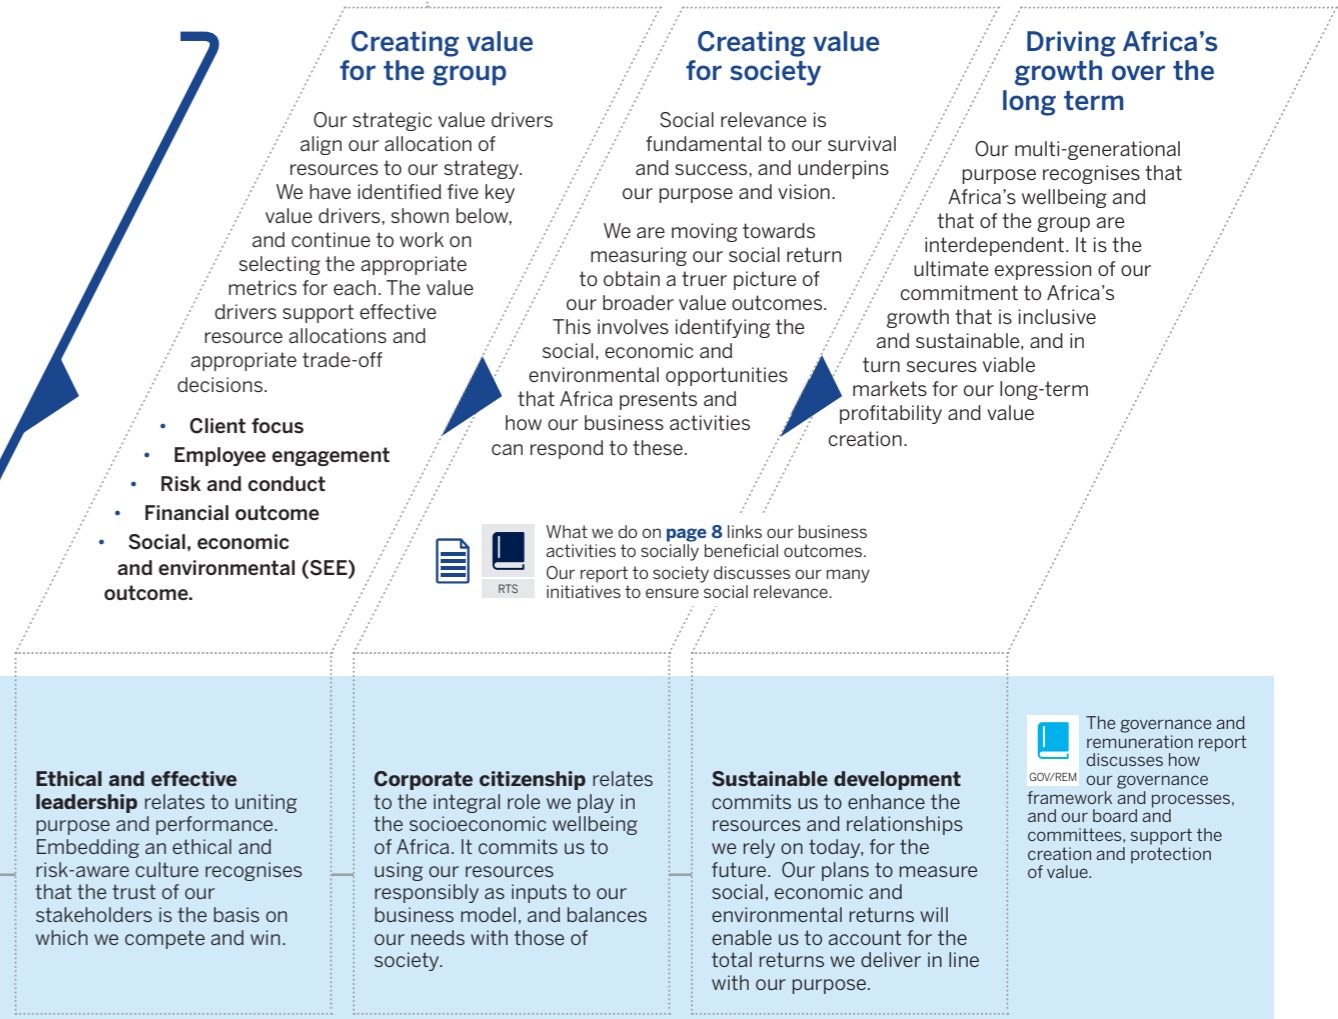 Creating value
for the group
Our strategic value drivers
align our allocation of
resources to our strategy.
We have identified five key
value drivers, shown below,
and continue to work on
selecting the appropriate
metrics for each. The value
drivers support effective
resource allocations and
appropriate trade-off
decisions.
• Client focus
• Employee engagement
• Risk and conduct
• Financial outcome
• Social, economic
and environmental (SEE)
outcome.
Creating value
for society
Social relevance is
fundamental to our survival
and success, and underpins
our purpose and vision.
We are moving towards
measuring our social return
to obtain a truer picture of
our broader value outcomes.
This involves identifying the
social, economic and
environmental opportunities
that Africa presents and
how our business activities
can respond to these.
RTS
What we do on page 8 links our business
activities to socially beneficial outcomes.
Our report to society discusses our many
initiatives to ensure social relevance.
Driving Africa's
growth over the
long term
Our multi-generational
purpose recognises that
Africa's wellbeing and
that of the group are
interdependent. It is the
ultimate expression of our
commitment to Africa's
growth that is inclusive
and sustainable, and in
turn secures viable
markets for our long-term
profitability and value
creation.
Ethical and effective
leadership relates to uniting
purpose and performance.
Embedding an ethical and
risk-aware culture recognises
that the trust of our
stakeholders is the basis on
which we compete and win.
Corporate citizenship relates
to the integral role we play in
the socioeconomic wellbeing
of Africa. It commits us to
using our resources
responsibly as inputs to our
business model, and balances
our needs with those of
society.
Sustainable development
commits us to enhance the
resources and relationships
we rely on today, for the
future. Our plans to measure
social, economic and
environmental returns will
enable us to account for the
total returns we deliver in line
with our purpose.
GOV/REM
The governance and
remuneration report
discusses how
our governance
framework and processes,
and our board and
committees, support the
creation and protection
of value.